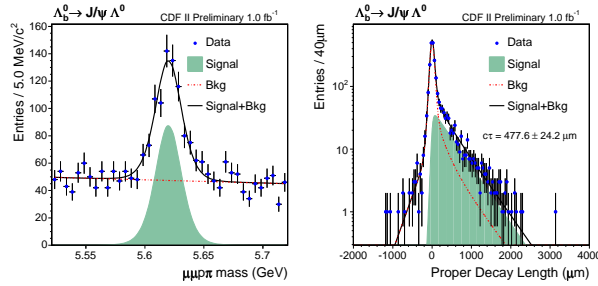 Λ⁰b → J/ψ Λ⁰
CDF II Preliminary 1.0 fb⁻¹
Entries / 5.0 MeV/c²
160
140
120
100
80
60
40
20
0
Data
Signal
Bkg
Signal+Bkg
5.55
5.6
5.65
5.7
μμpπ mass (GeV)
Λ⁰b → J/ψ Λ⁰
CDF II Preliminary 1.0 fb⁻¹
Entries / 40μm
10²
10
1
Data
Signal
Bkg
Signal+Bkg
cτ = 477.6 ± 24.2 μm
-2000
-1000
0
1000
2000
3000
4000
Proper Decay Length (μm)